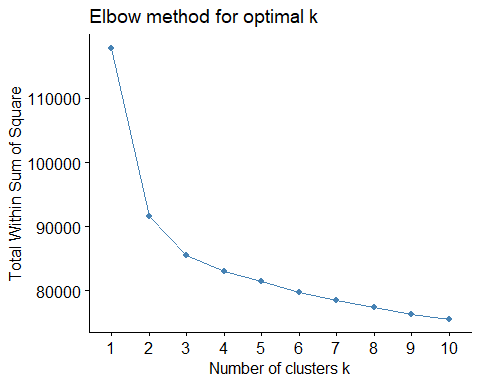 Elbow method for optimal k
Total Within Sum of Square
110000
100000
90000
80000
1 2 3 4 5 6 7 8 9 10
Number of clusters k